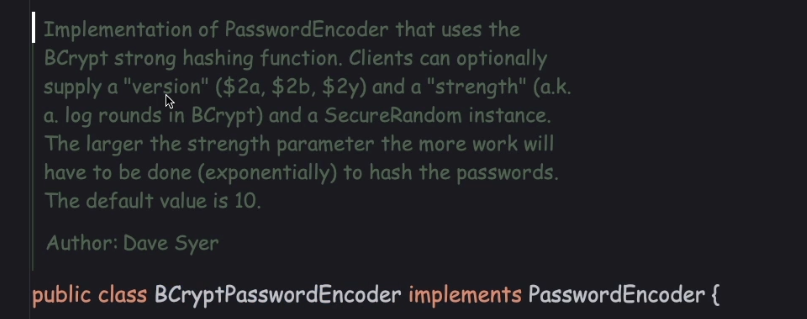 Implementation of PasswordEncoder that uses the
BCrypt strong hashing function. Clients can optionally
supply a "version" ($2a, $2b, $2y) and a "strength" (a.k.
a. log rounds in BCrypt) and a SecureRandom instance.
The larger the strength parameter the more work will
have to be done (exponentially) to hash the passwords.
The default value is 10.
Author: Dave Syer
public class BCryptPasswordEncoder implements PasswordEncoder {